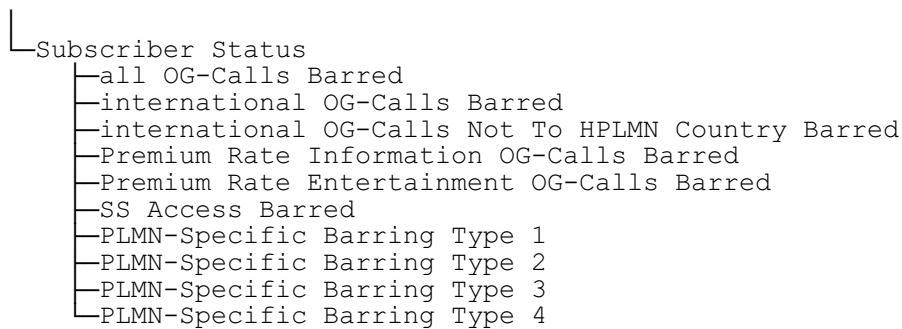 Subscriber Status
all OG-Calls Barred
international OG-Calls Barred
international OG-Calls Not To HPLMN Country Barred
Premium Rate Information OG-Calls Barred
Premium Rate Entertainment OG-Calls Barred
SS Access Barred
PLMN-Specific Barring Type 1
PLMN-Specific Barring Type 2
PLMN-Specific Barring Type 3
PLMN-Specific Barring Type 4